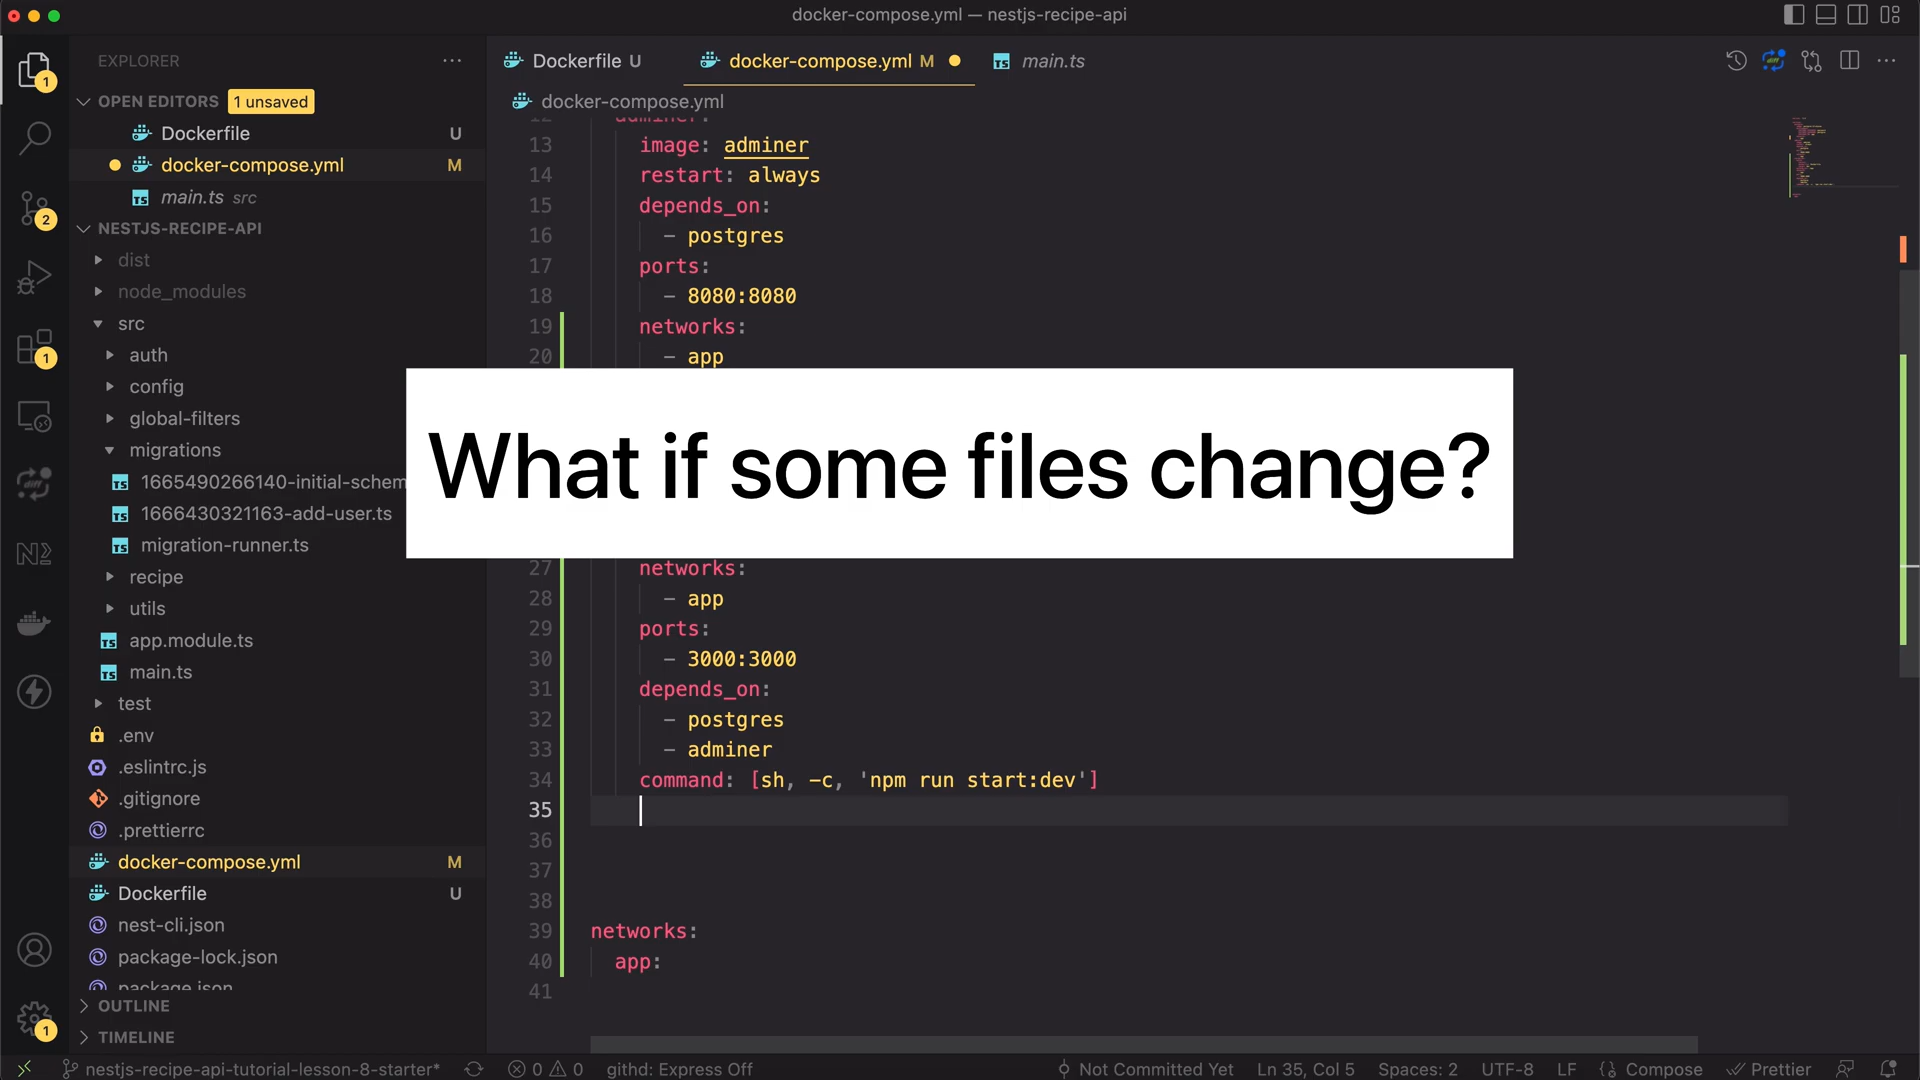 docker-compose.yml — nestjs-recipe-api
EXPLORER
OPEN EDITORS 1 unsaved
Dockerfile U
docker-compose.yml M
main.ts src
NESTJS-RECIPE-API
dist
node_modules
src
auth
config
global-filters
migrations
1665490266140-initial-schem
1666430321163-add-user.ts
migration-runner.ts
recipe
utils
app.module.ts
main.ts
test
.env
.eslintrc.js
.gitignore
.prettierrc
docker-compose.yml M
Dockerfile U
nest-cli.json
package-lock.json
package.json
OUTLINE
TIMELINE
Dockerfile U
docker-compose.yml M
main.ts
docker-compose.yml
12 adminer:
13 image: adminer
14 restart: always
15 depends_on:
16 - postgres
17 ports:
18 - 8080:8080
19 networks:
20 - app
What if some files change?
27 networks:
28 - app
29 ports:
30 - 3000:3000
31 depends_on:
32 - postgres
33 - adminer
34 command: [sh, -c, 'npm run start:dev']
35
36
37
38
39 networks:
40 app:
41
1
2
1
1
nestjs-recipe-api-tutorial-lesson-8-starter* 0 0 githd: Express Off Not Committed Yet Ln 35, Col 5 Spaces: 2 UTF-8 LF Compose Prettier